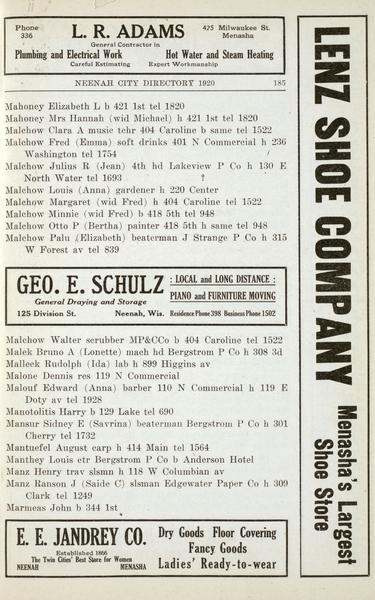 Phone
336
L. R. ADAMS
475 Milwaukee St.
Menasha
General Contractor in
Plumbing and Electrical Work Hot Water and Steam Heating
Careful Estimating Expert Workmanship
NEENAH CITY DIRECTORY 1920 185
Mahoney Elizabeth L b 421 1st tel 1820
Mahoney Mrs Hannah (wid Michael) h 421 1st tel 1820
Malchow Clara A music tchr 404 Caroline b same tel 1522
Malchow Fred (Emma) soft drinks 401 N Commercial h 236
Washington tel 1754
Malchow Julius R (Jean) 4th hd Lakeview P Co h 130 E
North Water tel 1693
Malchow Louis (Anna) gardener h 220 Center
Malchow Margaret (wid Fred) h 404 Caroline tel 1522
Malchow Minnie (wid Fred) b 418 5th tel 948
Malchow Otto P (Bertha) painter 418 5th h same tel 948
Malchow Palu (Elizabeth) beaterman J Strange P Co h 315
W Forest av tel 839
GEO. E. SCHULZ
General Draying and Storage
125 Division St. Neenah, Wis.
: LOCAL and LONG DISTANCE :
PIANO and FURNITURE MOVING
Residence Phone 398 Business Phone 1502
Malchow Walter scrubber MP&CCo b 404 Caroline tel 1522
Malek Bruno A (Lonette) mach hd Bergstrom P Co h 308 3d
Malleek Rudolph (Ida) lab h 899 Higgins av
Malone Dennis res 119 N Commercial
Malouf Edward (Anna) barber 110 N Commercial h 119 E
Doty av tel 1928
Manotolitis Harry b 129 Lake tel 690
Mansur Sidney E (Savrina) beaterman Bergstrom P Co h 301
Cherry tel 1732
Mantuefel August carp h 414 Main tel 1564
Manthey Louis ctr Bergstrom P Co b Anderson Hotel
Manz Henry trav slsmn h 118 W Columbian av
Manz Ranson J (Saide C) slsman Edgewater Paper Co h 309
Clark tel 1249
Marmeas John b 344 1st
E. E. JANDREY CO.
Established 1866
The Twin Cities' Best Store for Women
NEENAH MENASHA
Dry Goods Floor Covering
Fancy Goods
Ladies' Ready-to-wear
LENZ SHOE COMPANY
Menasha's Largest
Shoe Store